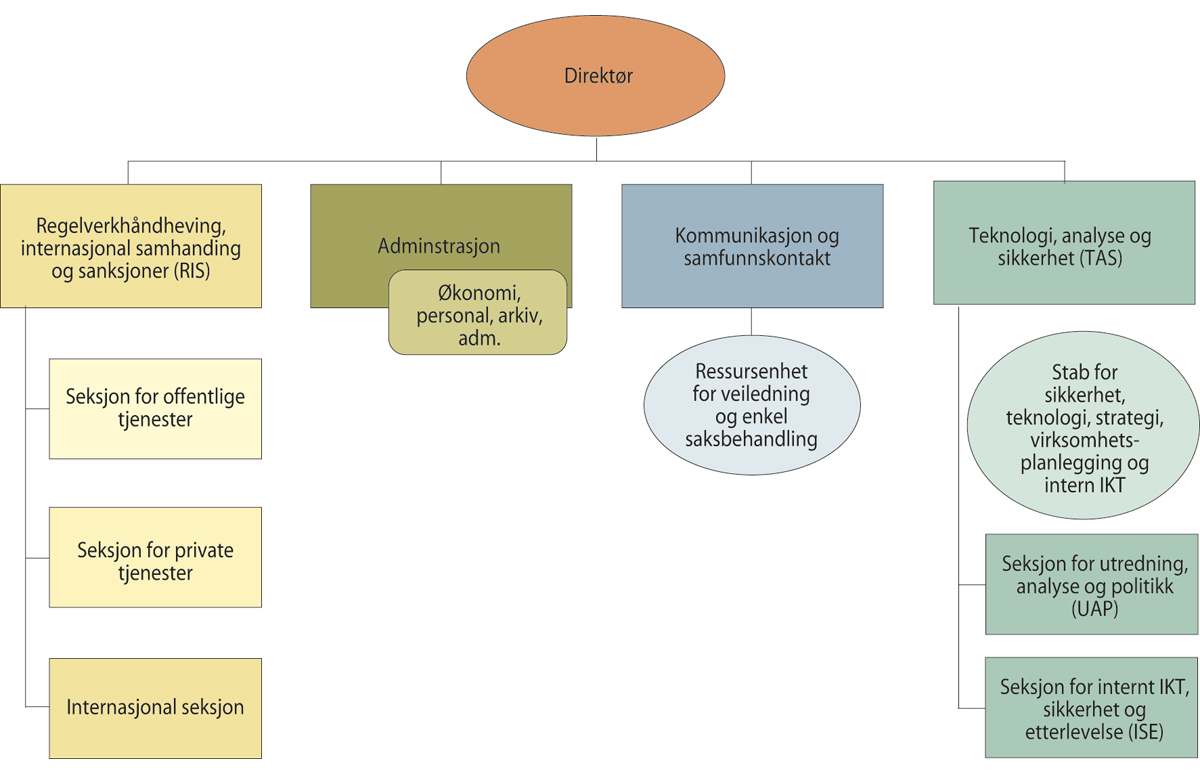 Direktør
Regelverkhåndheving,
internasjonal samhanding
og sanksjoner (RIS)
Adminstrasjon
Økonomi,
personal, arkiv,
adm.
Kommunikasjon og
samfunnskontakt
Teknologi, analyse og
sikkerhet (TAS)
Seksjon for offentlige
tjenester
Seksjon for private
tjenester
Internasjonal seksjon
Ressursenhet
for veiledning
og enkel
saksbehandling
Stab for
sikkerhet,
teknologi, strategi,
virksomhets-
planlegging og
intern IKT
Seksjon for utredning,
analyse og politikk
(UAP)
Seksjon for internt IKT,
sikkerhet og
etterlevelse (ISE)